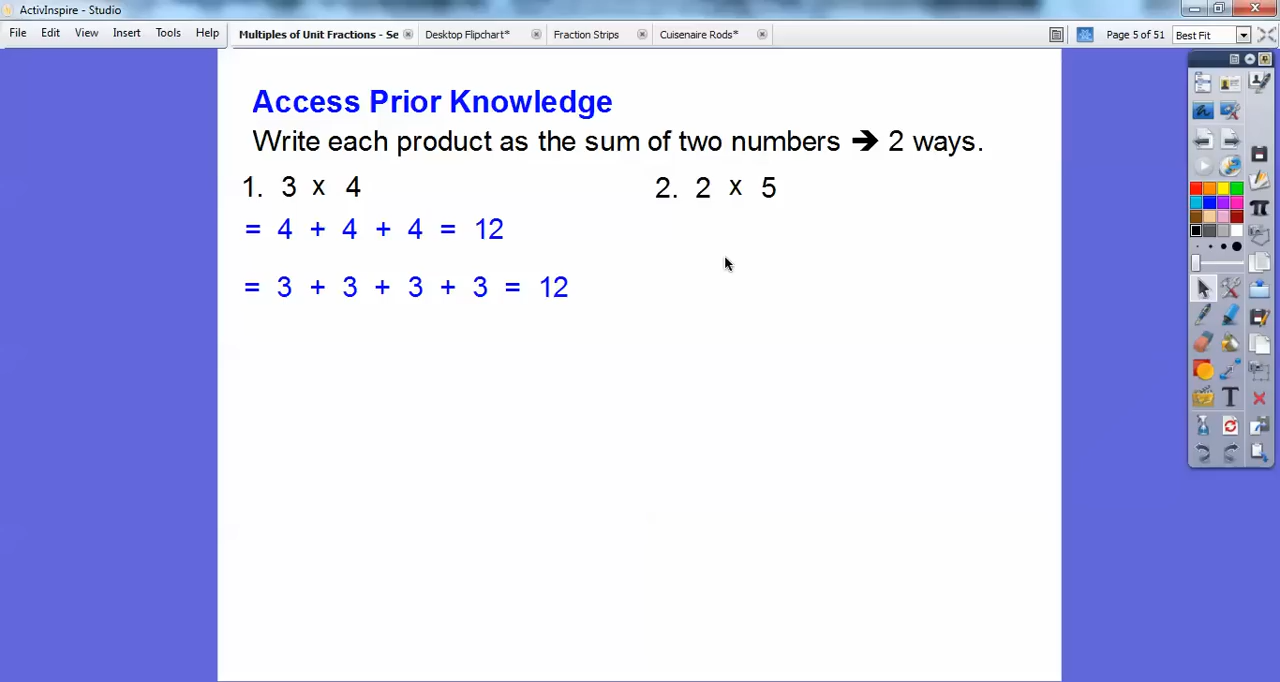 ActivInspire - Studio
File Edit View Insert Tools Help
Multiples of Unit Fractions - Se Desktop Flipchart* Fraction Strips Cuisenaire Rods* Page 5 of 51 Best Fit
Access Prior Knowledge
Write each product as the sum of two numbers ➔ 2 ways.
1. 3 x 4
2. 2 x 5
= 4 + 4 + 4 = 12
= 3 + 3 + 3 + 3 = 12